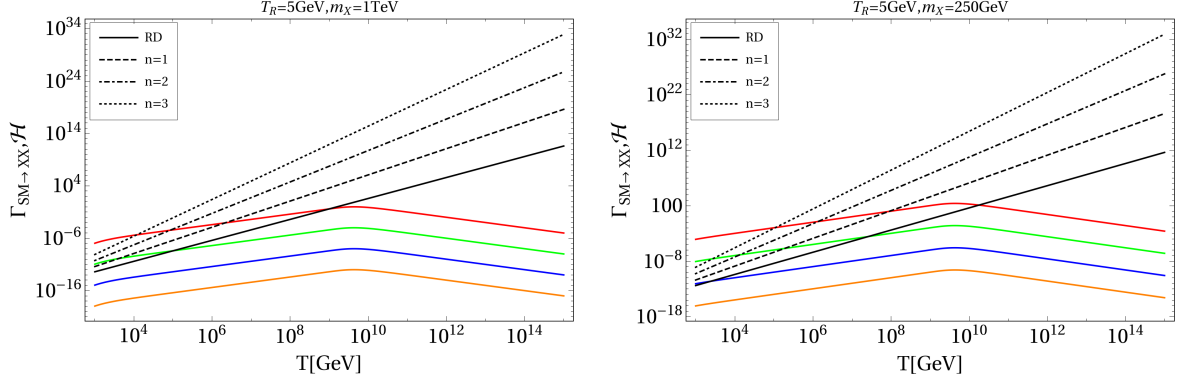 T_R=5GeV,m_X=1TeV
10^34
10^24
10^14
10^4
10^-6
10^-16
Γ_SM→ XX,ℋ
RD
n=1
n=2
n=3
10^4
10^6
10^8
10^10
10^12
10^14
T[GeV]
T_R=5GeV,m_X=250GeV
10^32
10^22
10^12
100
10^-8
10^-18
Γ_SM→ XX,ℋ
RD
n=1
n=2
n=3
10^4
10^6
10^8
10^10
10^12
10^14
T[GeV]